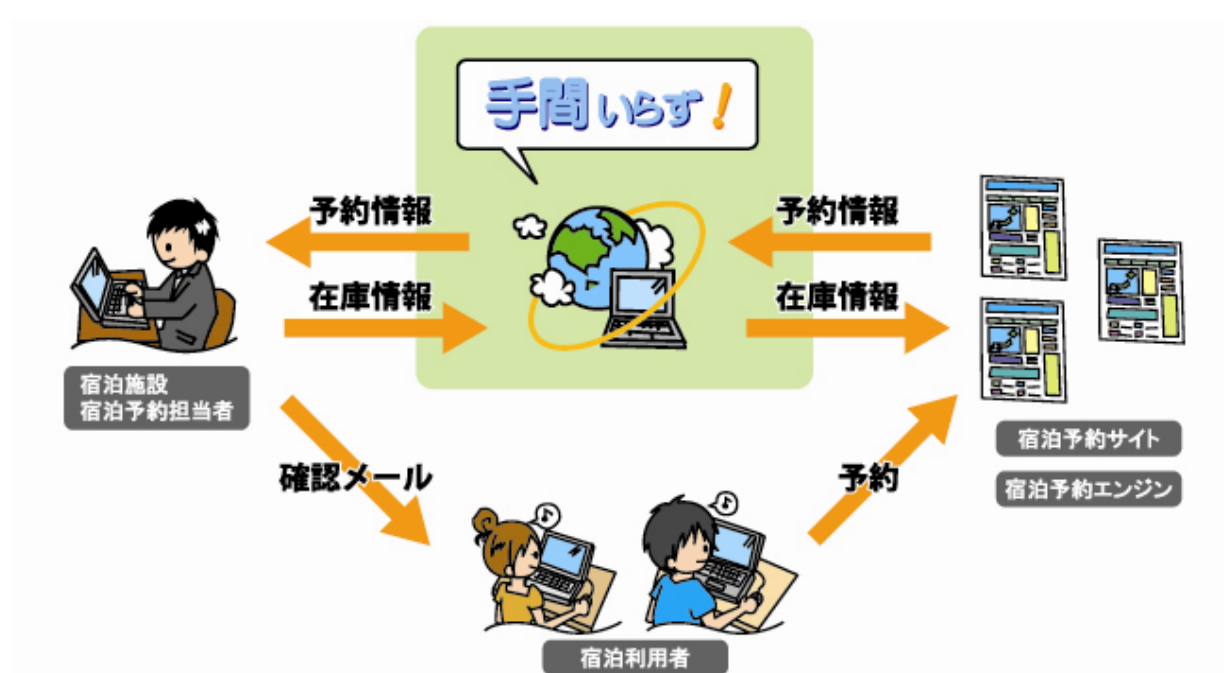 手間いらず！
予約情報
予約情報
在庫情報
在庫情報
宿泊施設
宿泊予約担当者
宿泊予約サイト
宿泊予約エンジン
確認メール
予約
宿泊利用者